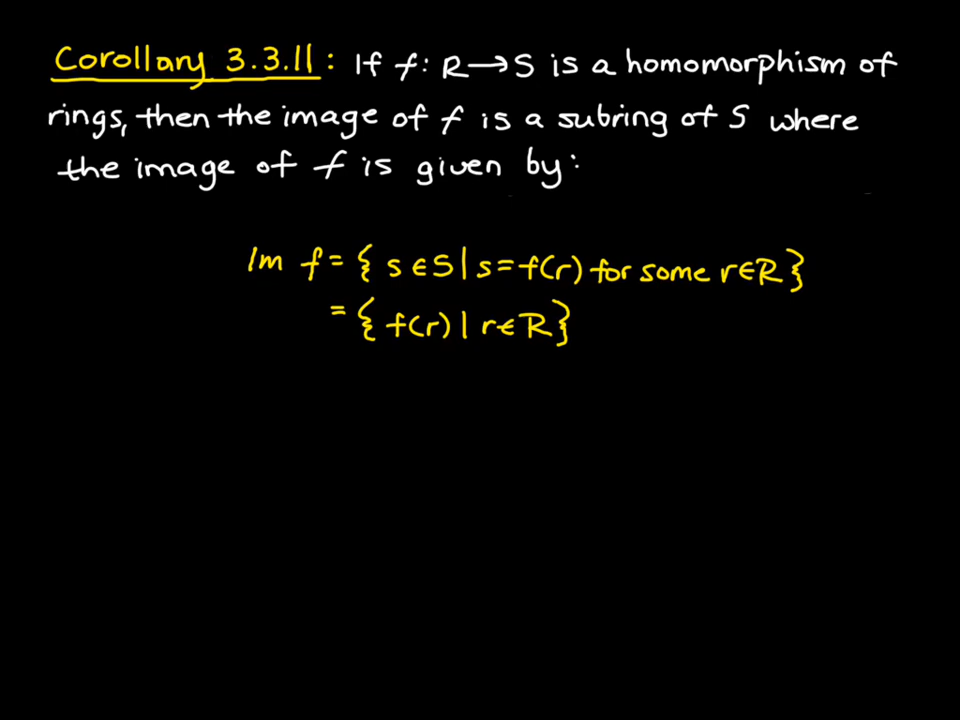 Corollary 3.3.11: If f: R→S is a homomorphism of
rings, then the image of f is a subring of S where
the image of f is given by:
Im f = { s ∈ S | s = f(r) for some r ∈ R }
= { f(r) | r ∈ R }